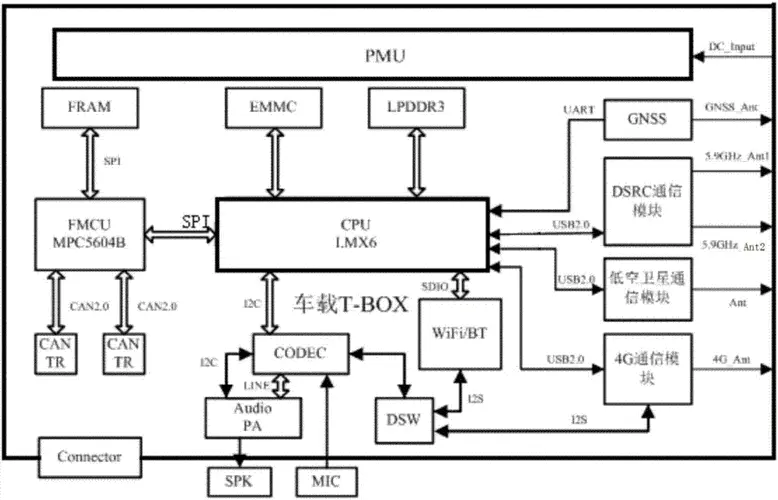 PMU
DC_Input
FRAM
EMMC
LPDDR3
UART
GNSS
GNSS_Ant
SPI
5.9GHz_Ant1
DSRC通信
模块
FMCU
MPC5604B
SPI
CPU
I.MX6
USB2.0
5.9GHz_Ant2
CAN2.0
CAN2.0
I2C
车载T-BOX
SDIO
USB2.0
低空卫星通
信模块
Ant
WiFi/BT
CAN
TR
CAN
TR
I2C
CODEC
USB2.0
4G通信模
块
4G_Ant
LINE
Audio
PA
DSW
I2S
I2S
Connector
SPK
MIC